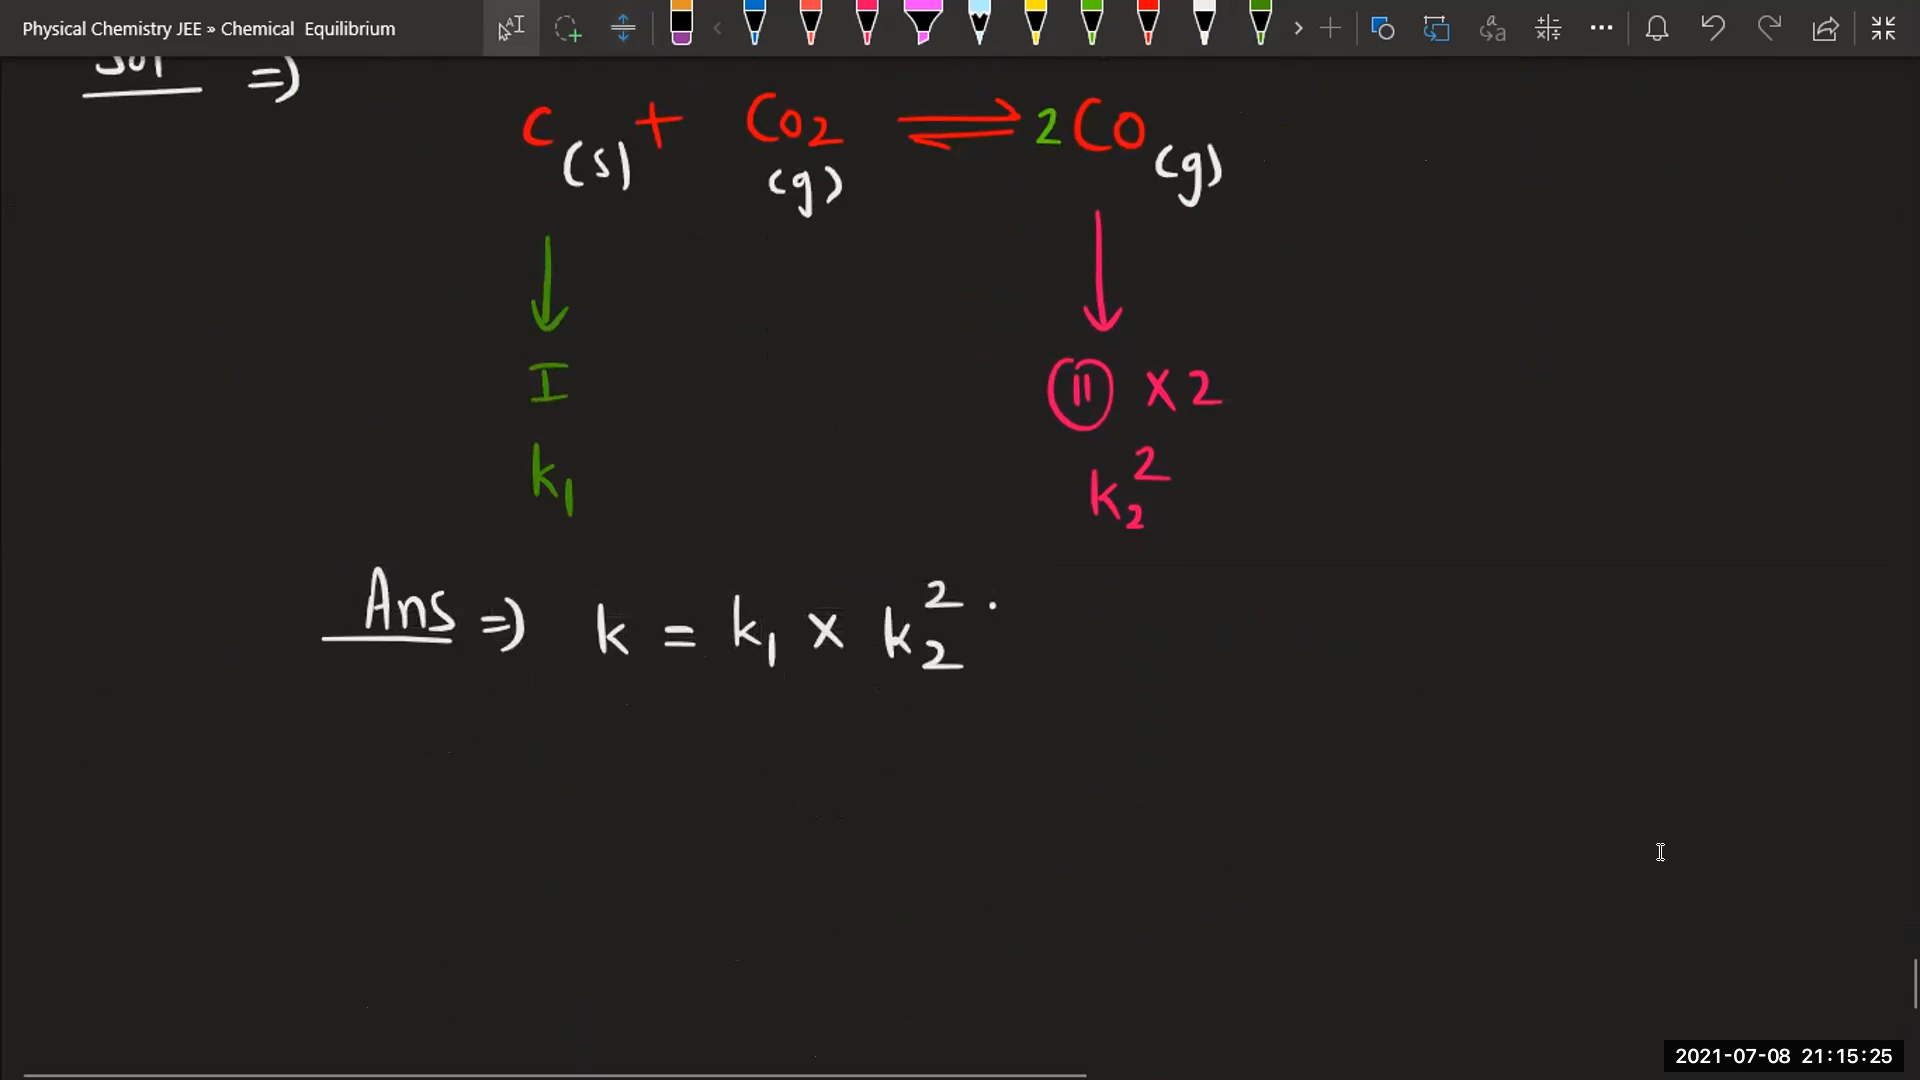 Physical Chemistry JEE » Chemical Equilibrium
Sol ⇒)
C(s) + Co2(g) ⇌ 2CO(g)
I
(II) × 2
k1
k2^2
Ans ⇒) k = k1 × k2^2 .
2021-07-08 21:15:25